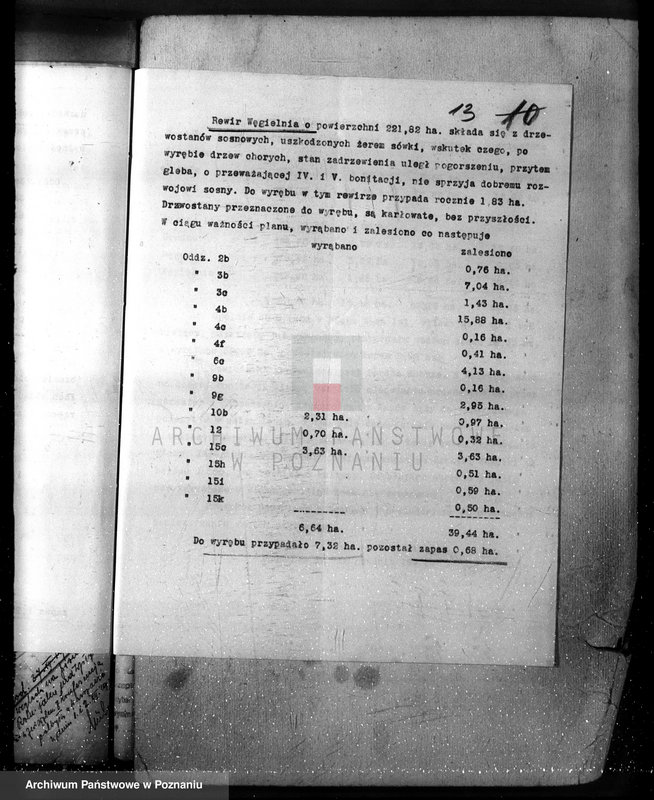 13 10
Rewir Węgielnia o powierzchni 221,82 ha. składa się z drze-
wostanów sosnowych, uszkodzonych żerem sówki, wskutek czego, po
wyrębie drzew chorych, stan zadrzewienia uległ pogorszeniu, przytem
gleba, o przeważającej IV. i V. bonitacji, nie sprzyja dobremu roz-
wojowi sosny. Do wyrębu w tym rewirze przypada rocznie 1,83 ha.
Drzwostany przeznaczone do wyrębu, są karłowate, bez przyszłości.
W ciągu ważności planu, wyrąbano i zalesiono co następuje
wyrąbano zalesiono
Oddz. 2b 0,76 ha.
" 3b 7,04 ha.
" 3c 1,43 ha.
" 4b 15,88 ha.
" 4c 0,16 ha.
" 4f 0,41 ha.
" 6c 4,13 ha.
" 9b 0,16 ha.
" 9g 2,95 ha.
" 10b 2,31 ha. 0,97 ha.
" 12 0,70 ha. 0,32 ha.
" 15c 3,63 ha. 3,63 ha.
" 15h 0,51 ha.
" 15i 0,59 ha.
" 15k 0,50 ha.
6,64 ha. 39,44 ha.
Do wyrębu przypadało 7,32 ha. pozostał zapas 0,68 ha.
ARCHIWUM PAŃSTWOWE
W POZNANIU
Archiwum Państwowe w Poznaniu